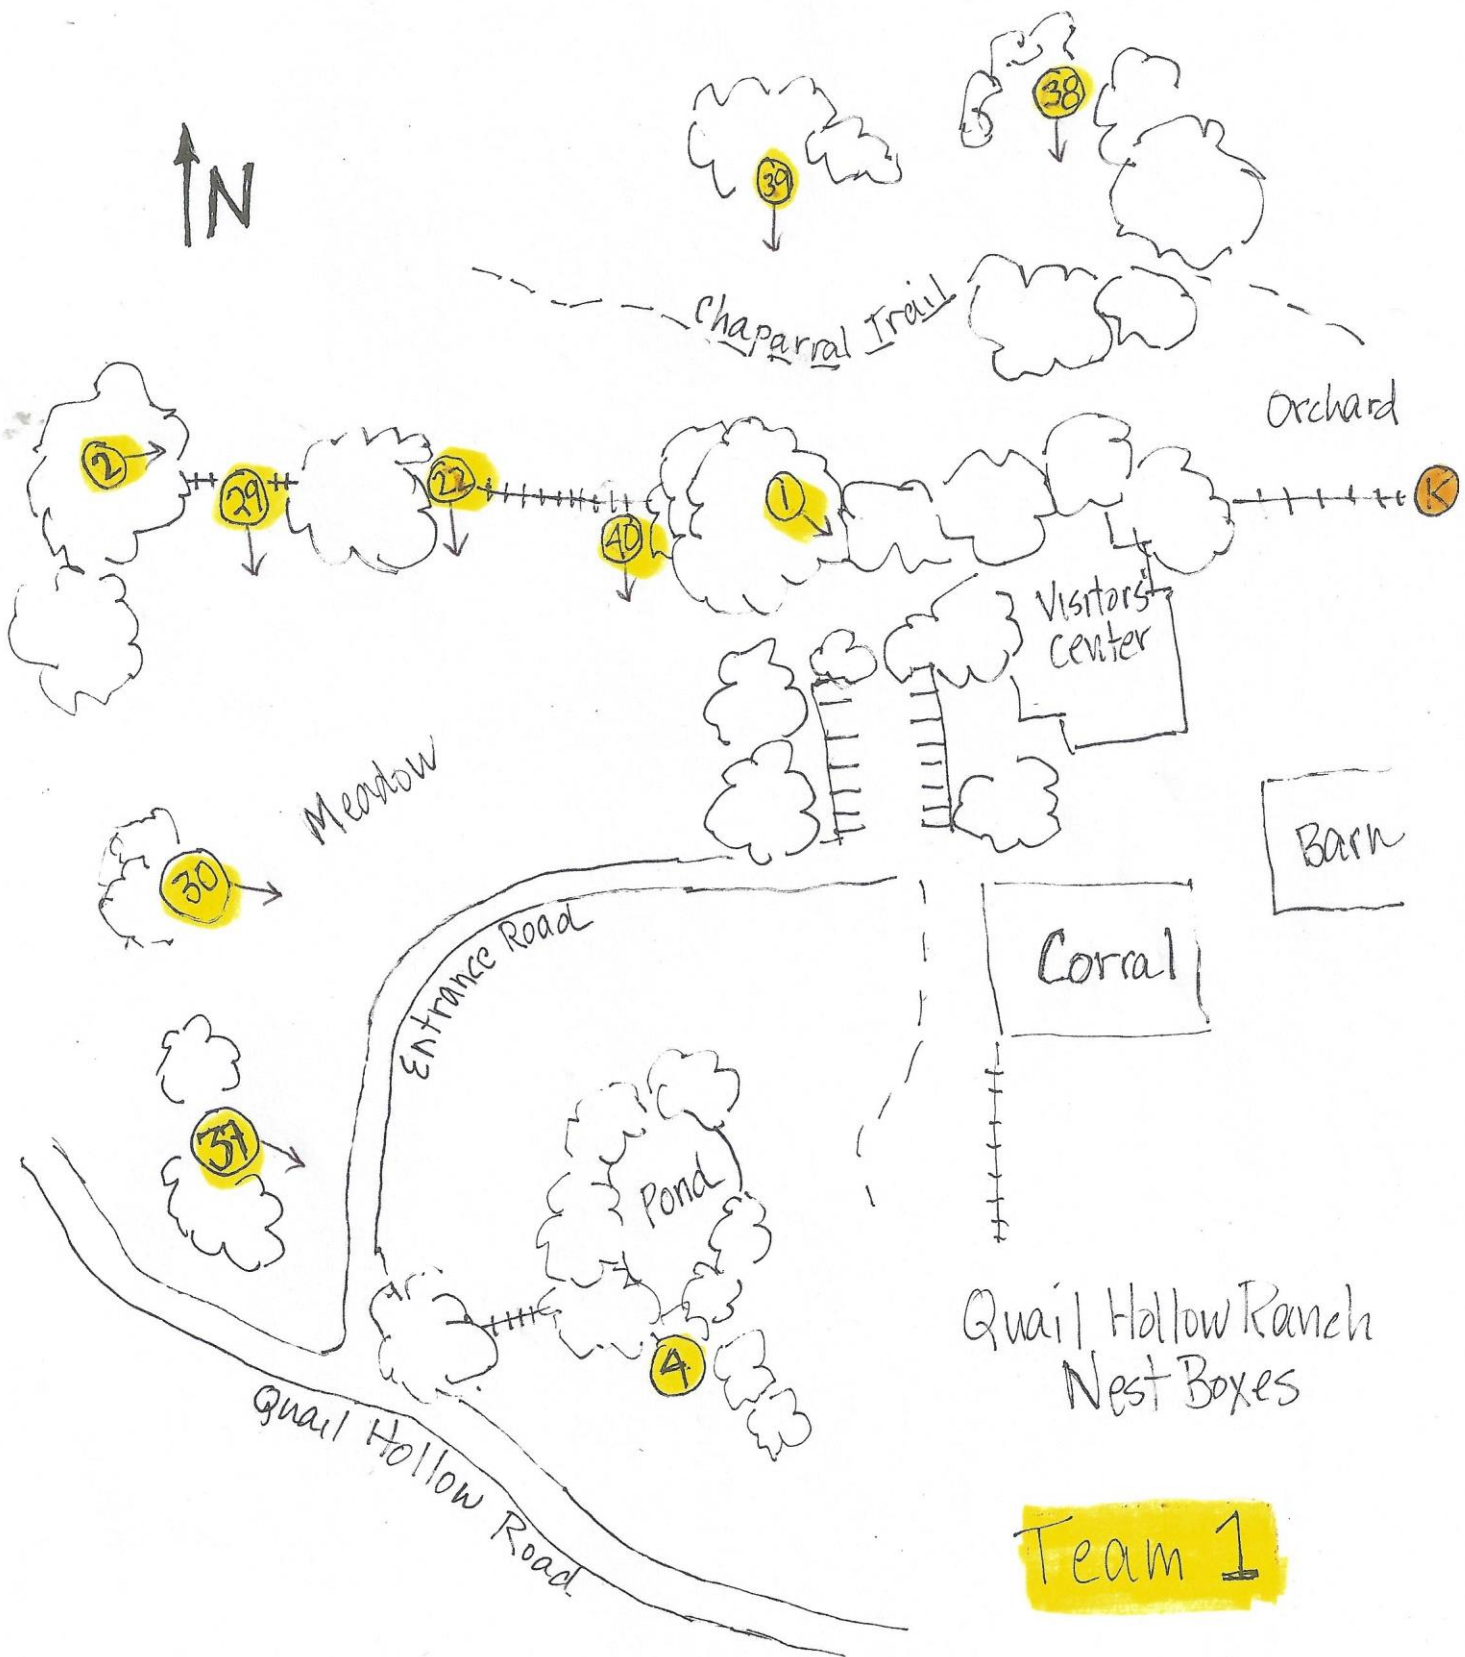 38
39
N
Chaparral Trail
Orchard
2
29
22
40
1
K
Visitors'
Center
Meadow
30
Barn
Entrance Road
Corral
37
Pond
4
Quail Hollow Ranch
Nest Boxes
Quail Hollow Road
Team 1